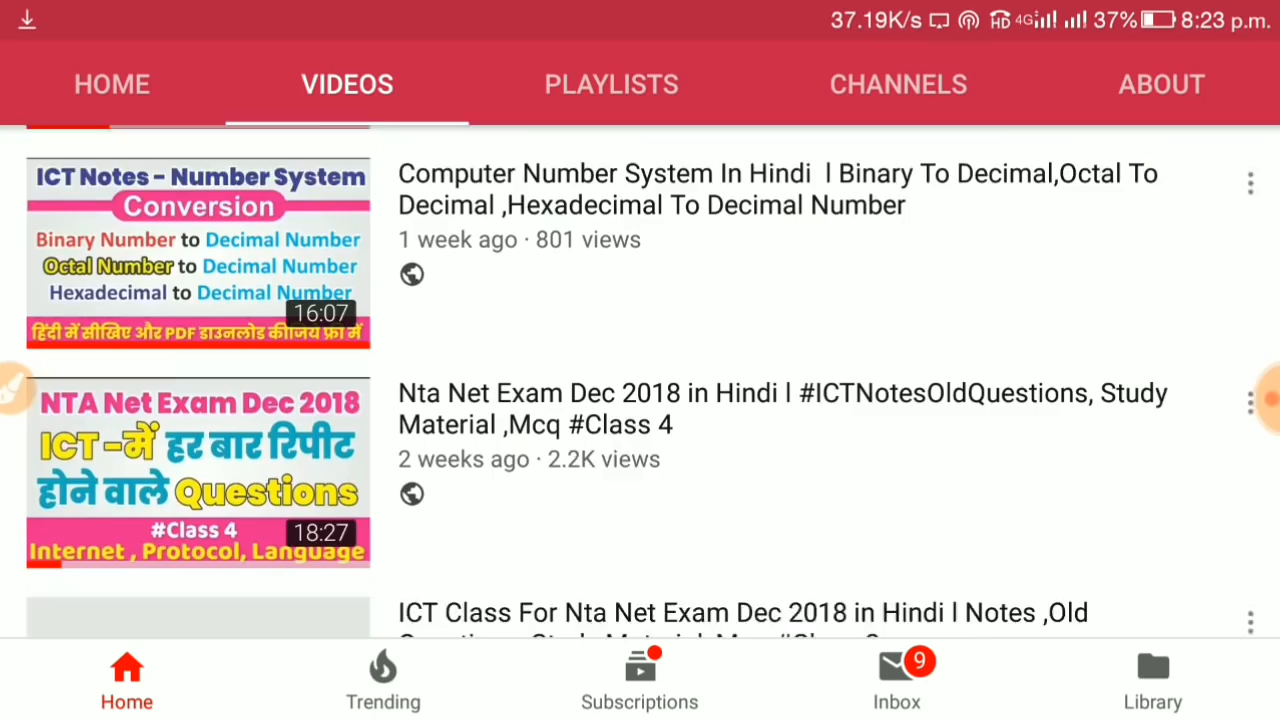 37.19K/s HD 4G 37% 8:23 p.m.
HOME VIDEOS PLAYLISTS CHANNELS ABOUT
ICT Notes - Number System
Conversion
Binary Number to Decimal Number
Octal Number to Decimal Number
Hexadecimal to Decimal Number
16:07
हिंदी में सीखिए और PDF डाउनलोड कीजिये फ्री में
Computer Number System In Hindi l Binary To Decimal,Octal To
Decimal ,Hexadecimal To Decimal Number
1 week ago · 801 views
NTA Net Exam Dec 2018
ICT -में हर बार रिपीट
होने वाले Questions
#Class 4
18:27
Internet , Protocol, Language
Nta Net Exam Dec 2018 in Hindi l #ICTNotesOldQuestions, Study
Material ,Mcq #Class 4
2 weeks ago · 2.2K views
ICT Class For Nta Net Exam Dec 2018 in Hindi l Notes ,Old
9
Home Trending Subscriptions Inbox Library